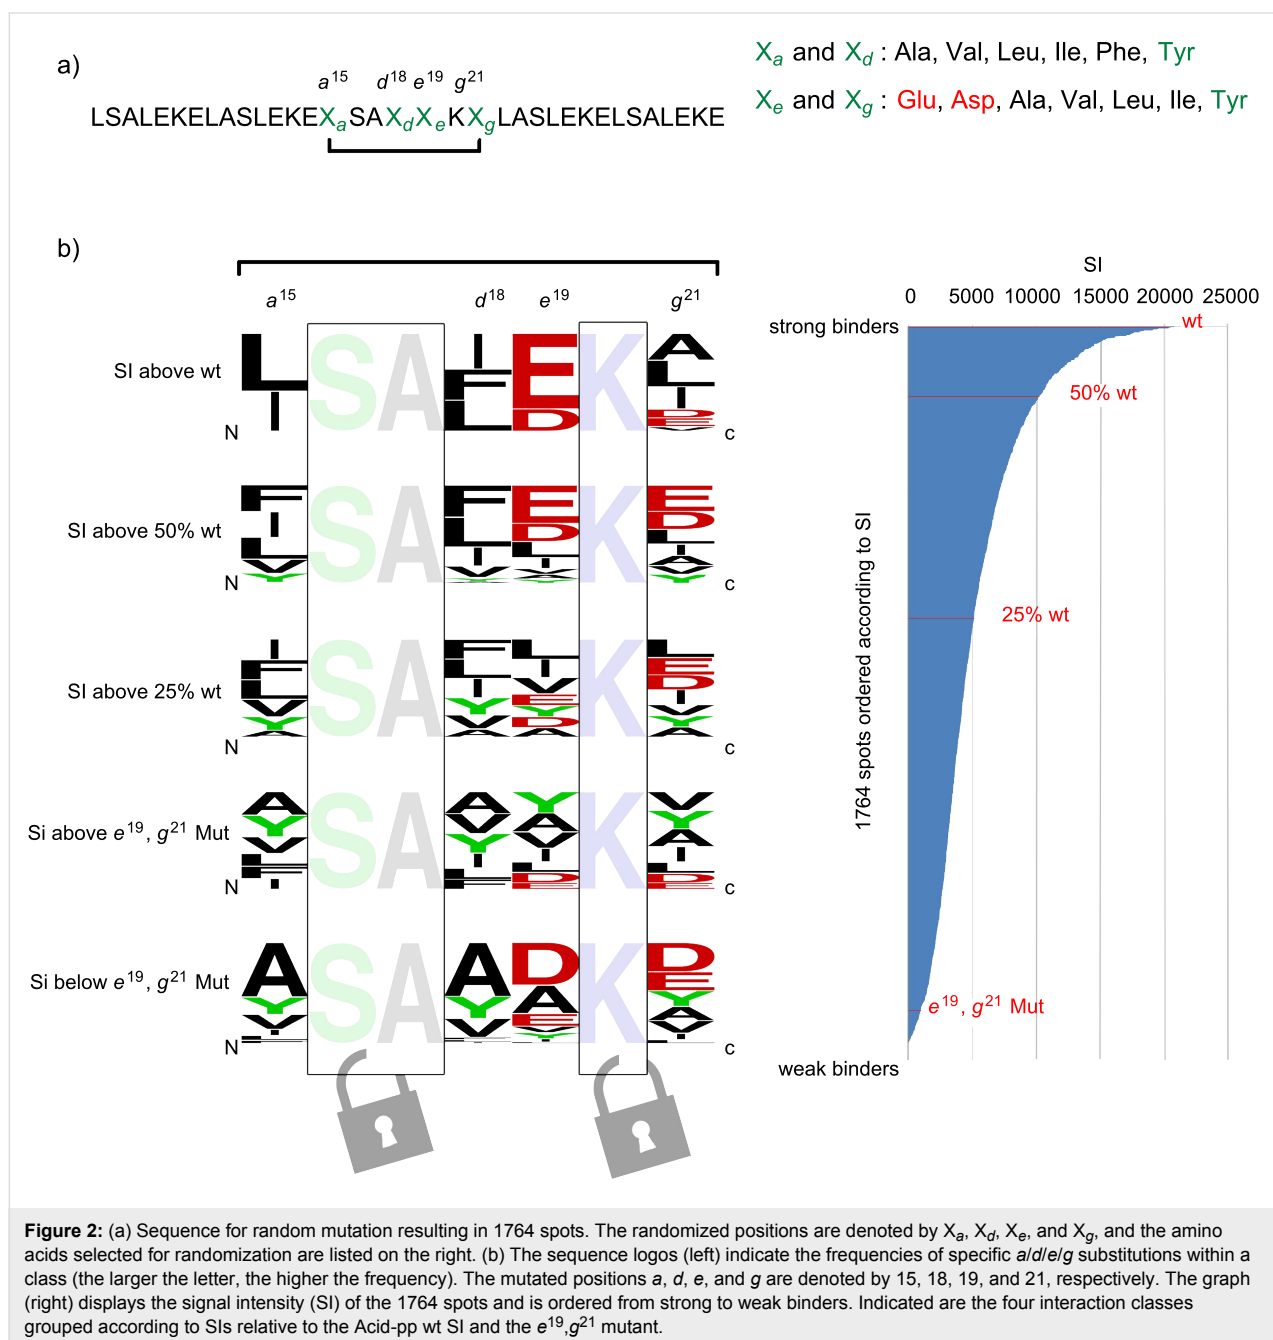 a)
a15 d18 e19 g21
LSALEKELASLEKEXaSAXdXeKXgLASLEKELSALEKE
Xa and Xd : Ala, Val, Leu, Ile, Phe, Tyr
Xe and Xg : Glu, Asp, Ala, Val, Leu, Ile, Tyr
b)
a15 d18 e19 g21
SI above wt
N
L I
S A
I F L
E D
K
A L I D E V
c
SI above 50% wt
N
F I L V Y
S A
F L I V Y A
E D L I V A Y
K
E D L I A V Y
c
SI above 25% wt
N
I F L V Y A
S A
F L I Y V A
L I V E Y D A
K
L E D I V Y A
c
Si above e19, g21 Mut
N
A Y V L F I
S A
A V Y I L F
Y A V I L D E
K
V Y A I L D E
c
Si below e19, g21 Mut
N
A Y V I L F
S A
A Y V I L F
D A E V Y I
K
D E Y A V I L
c
SI
0 5000 10000 15000 20000 25000
strong binders
wt
50% wt
25% wt
e19, g21 Mut
weak binders
1764 spots ordered according to SI
Figure 2: (a) Sequence for random mutation resulting in 1764 spots. The randomized positions are denoted by Xa, Xd, Xe, and Xg, and the amino
acids selected for randomization are listed on the right. (b) The sequence logos (left) indicate the frequencies of specific a/d/e/g substitutions within a
class (the larger the letter, the higher the frequency). The mutated positions a, d, e, and g are denoted by 15, 18, 19, and 21, respectively. The graph
(right) displays the signal intensity (SI) of the 1764 spots and is ordered from strong to weak binders. Indicated are the four interaction classes
grouped according to SIs relative to the Acid-pp wt SI and the e19,g21 mutant.